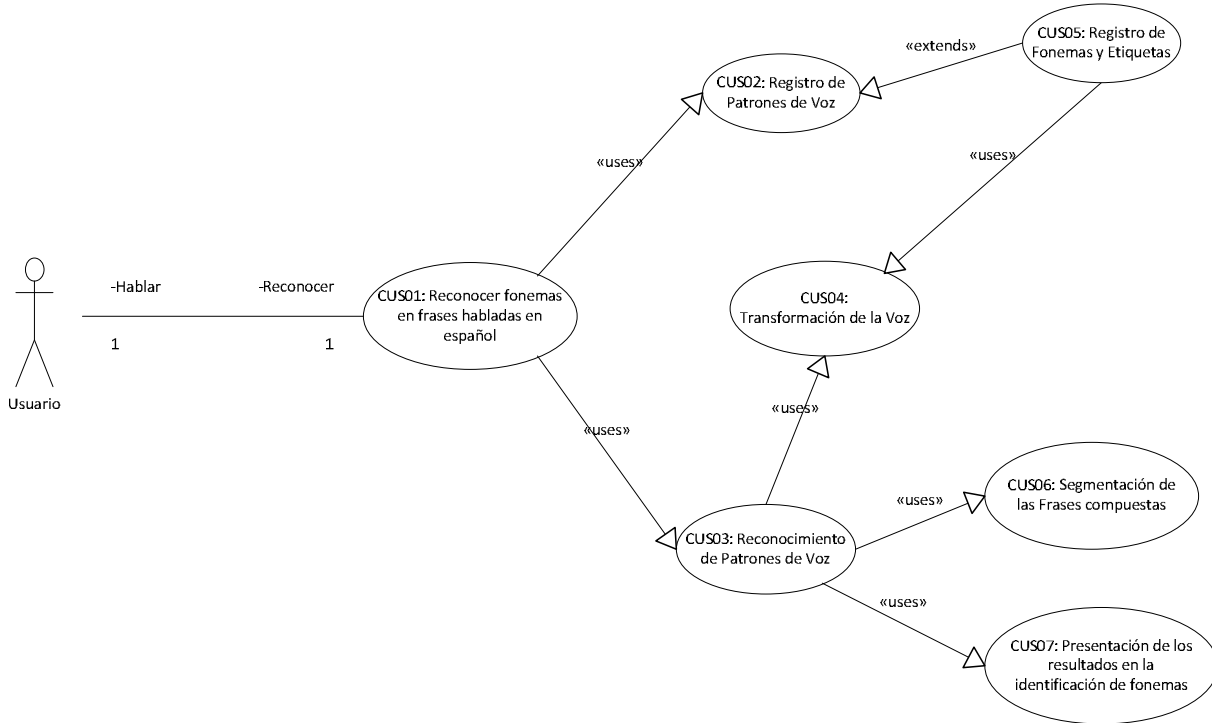 CUS05: Registro de
Fonemas y Etiquetas
«extends»
CUS02: Registro de
Patrones de Voz
«uses»
«uses»
-Hablar
-Reconocer
CUS01: Reconocer fonemas
en frases habladas en
español
1
1
Usuario
CUS04:
Transformación de la Voz
«uses»
«uses»
CUS06: Segmentación de
las Frases compuestas
«uses»
CUS03: Reconocimiento
de Patrones de Voz
«uses»
CUS07: Presentación de los
resultados en la
identificación de fonemas